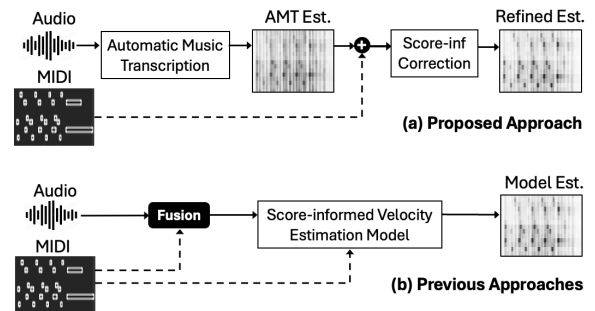 Audio
AMT Est.
Refined Est.
Automatic Music
Transcription
Score-inf
Correction
MIDI
(a) Proposed Approach
Audio
Model Est.
Fusion
Score-informed Velocity
Estimation Model
MIDI
(b) Previous Approaches